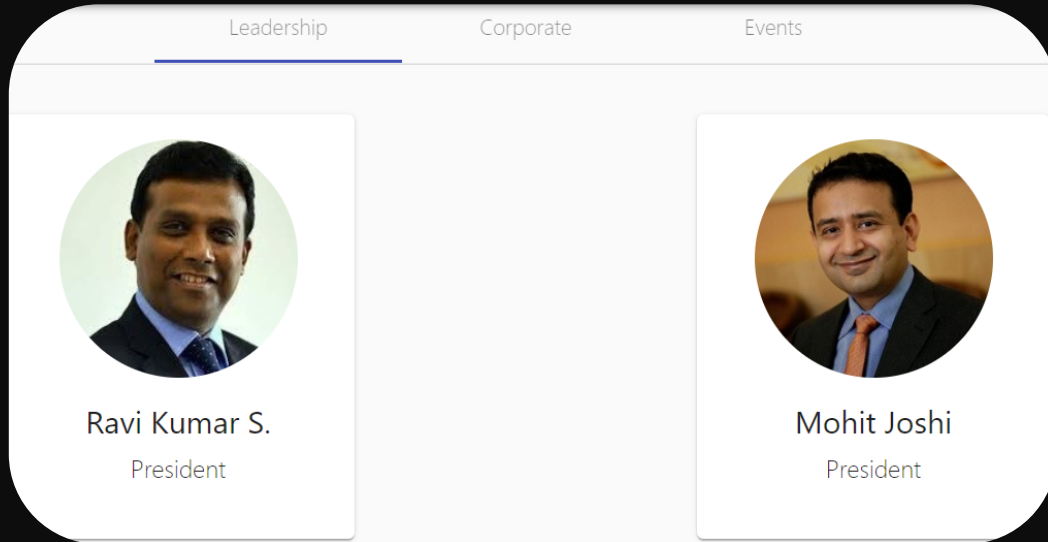 Leadership Corporate Events
Ravi Kumar S.
President
Mohit Joshi
President